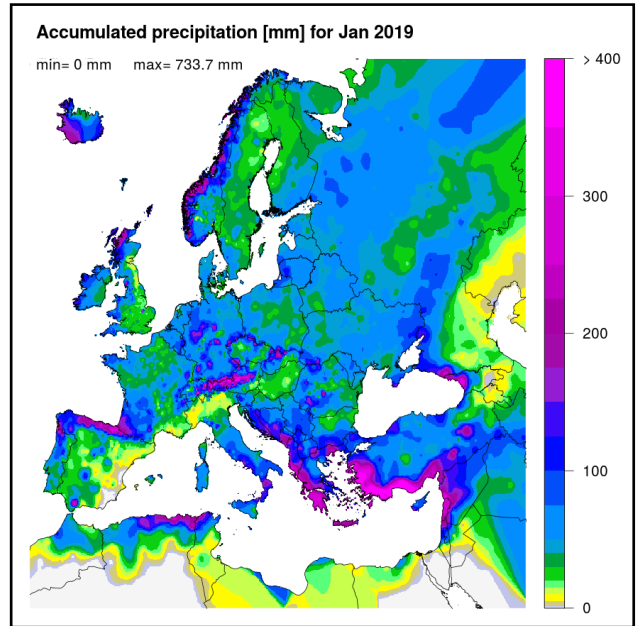 Accumulated precipitation [mm] for Jan 2019
min= 0 mm max= 733.7 mm
> 400
300
200
100
0